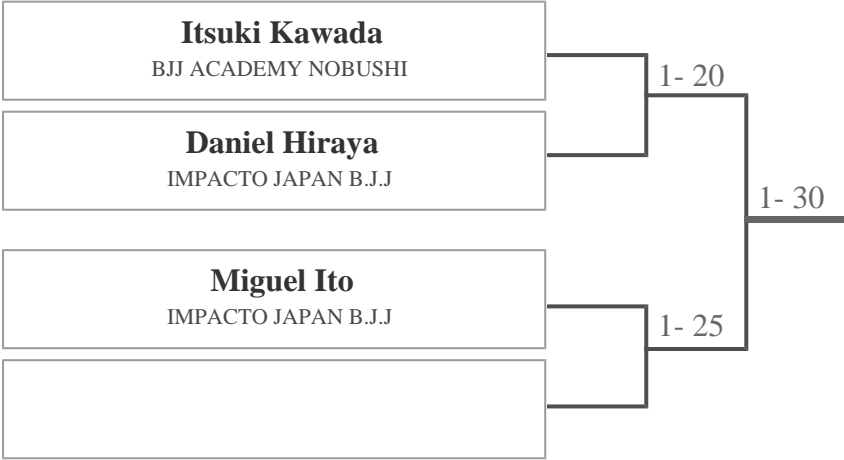 Itsuki Kawada
BJJ ACADEMY NOBUSHI
1- 20
Daniel Hiraya
IMPACTO JAPAN B.J.J
1- 30
Miguel Ito
IMPACTO JAPAN B.J.J
1- 25